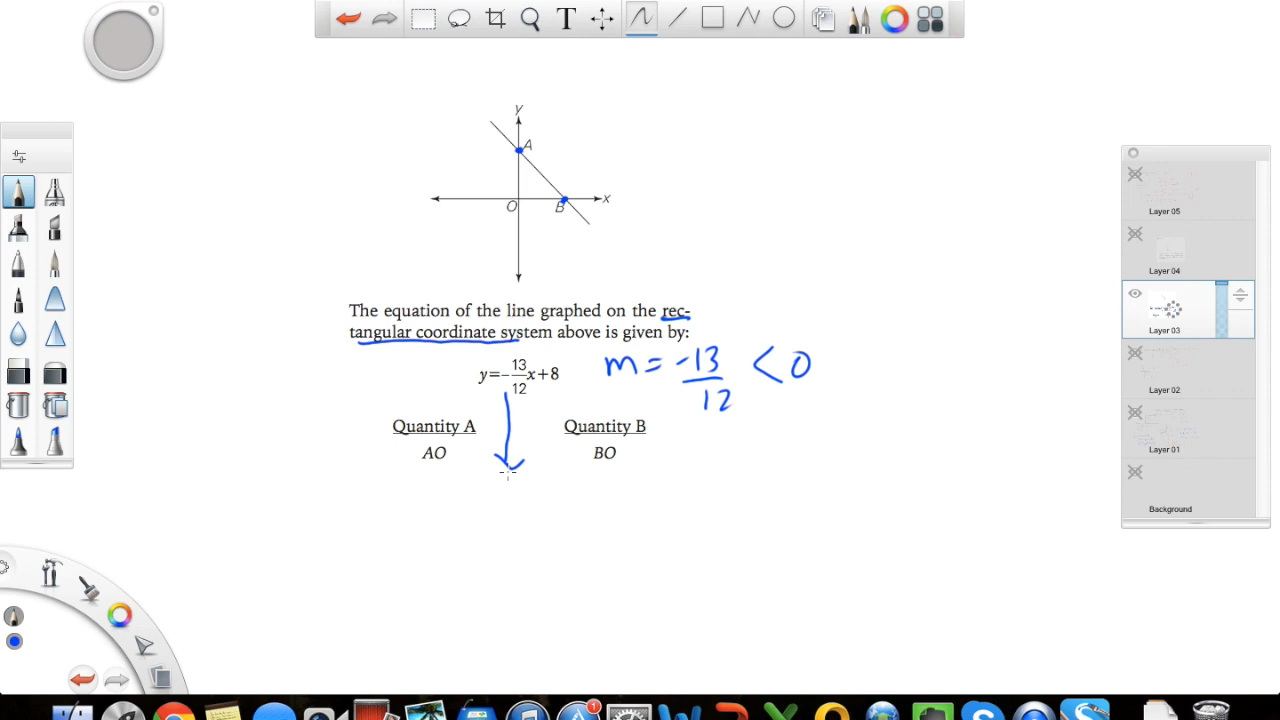 T
y
A
O
B
x
The equation of the line graphed on the rec-
tangular coordinate system above is given by:
y=-13/12x+8
m = -13/12 < 0
Quantity A Quantity B
AO BO
Layer 05
Layer 04
Layer 03
Layer 02
Layer 01
Background
1